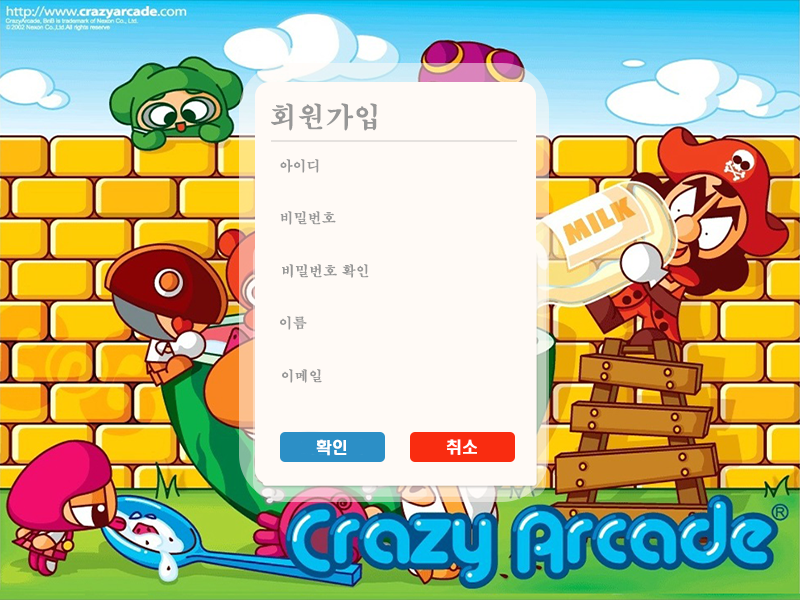 http://www.crazyarcade.com
CrazyArcade, BnB is trademark of Nexon Co., Ltd.
©2002 Nexon Co.,Ltd.All rights reserve
회원가입
아이디
비밀번호
MILK
비밀번호 확인
이름
이메일
확인 취소
Crazy Arcade®